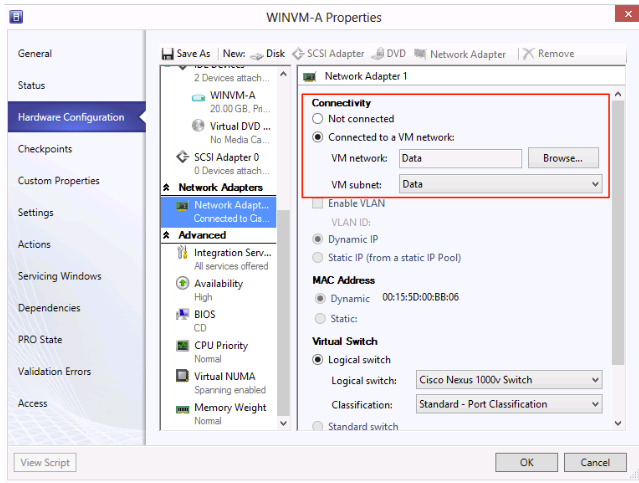 WINVM-A Properties
General
Status
Hardware Configuration
Checkpoints
Custom Properties
Settings
Actions
Servicing Windows
Dependencies
PRO State
Validation Errors
Access
Save As New: Disk SCSI Adapter DVD Network Adapter Remove
IDE Devices
2 Devices attach...
WINVM-A
20.00 GB, Pri...
Virtual DVD ...
No Media Ca...
SCSI Adapter 0
0 Devices attach...
Network Adapters
Network Adapt...
Connected to Cis...
Advanced
Integration Serv...
All services offered
Availability
High
BIOS
CD
CPU Priority
Normal
Virtual NUMA
Spanning enabled
Memory Weight
Normal
Network Adapter 1
Connectivity
Not connected
Connected to a VM network:
VM network: Data Browse...
VM subnet: Data
Enable VLAN
VLAN ID:
Dynamic IP
Static IP (from a static IP Pool)
MAC Address
Dynamic 00:15:5D:00:BB:06
Static:
Virtual Switch
Logical switch
Logical switch: Cisco Nexus 1000v Switch
Classification: Standard - Port Classification
Standard switch
View Script
OK Cancel